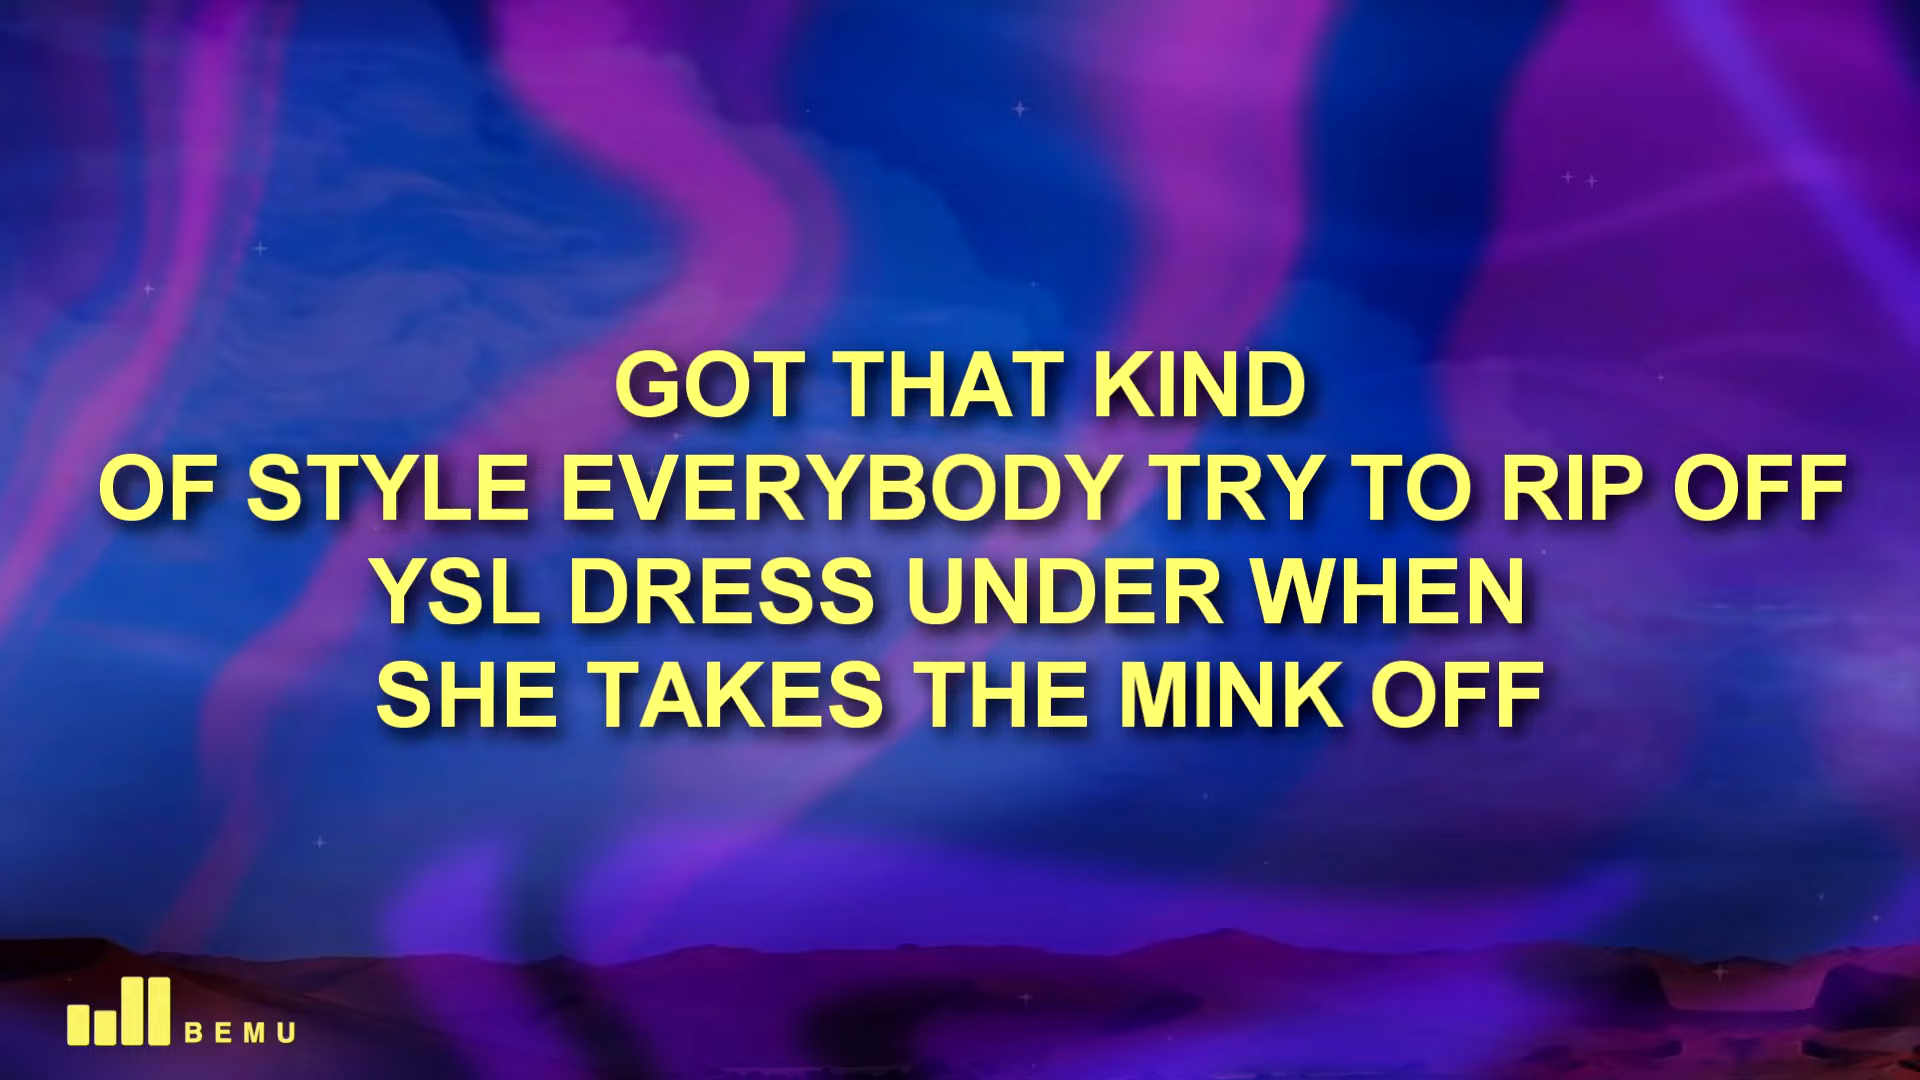 GOT THAT KIND
OF STYLE EVERYBODY TRY TO RIP OFF
YSL DRESS UNDER WHEN
SHE TAKES THE MINK OFF
BEMU